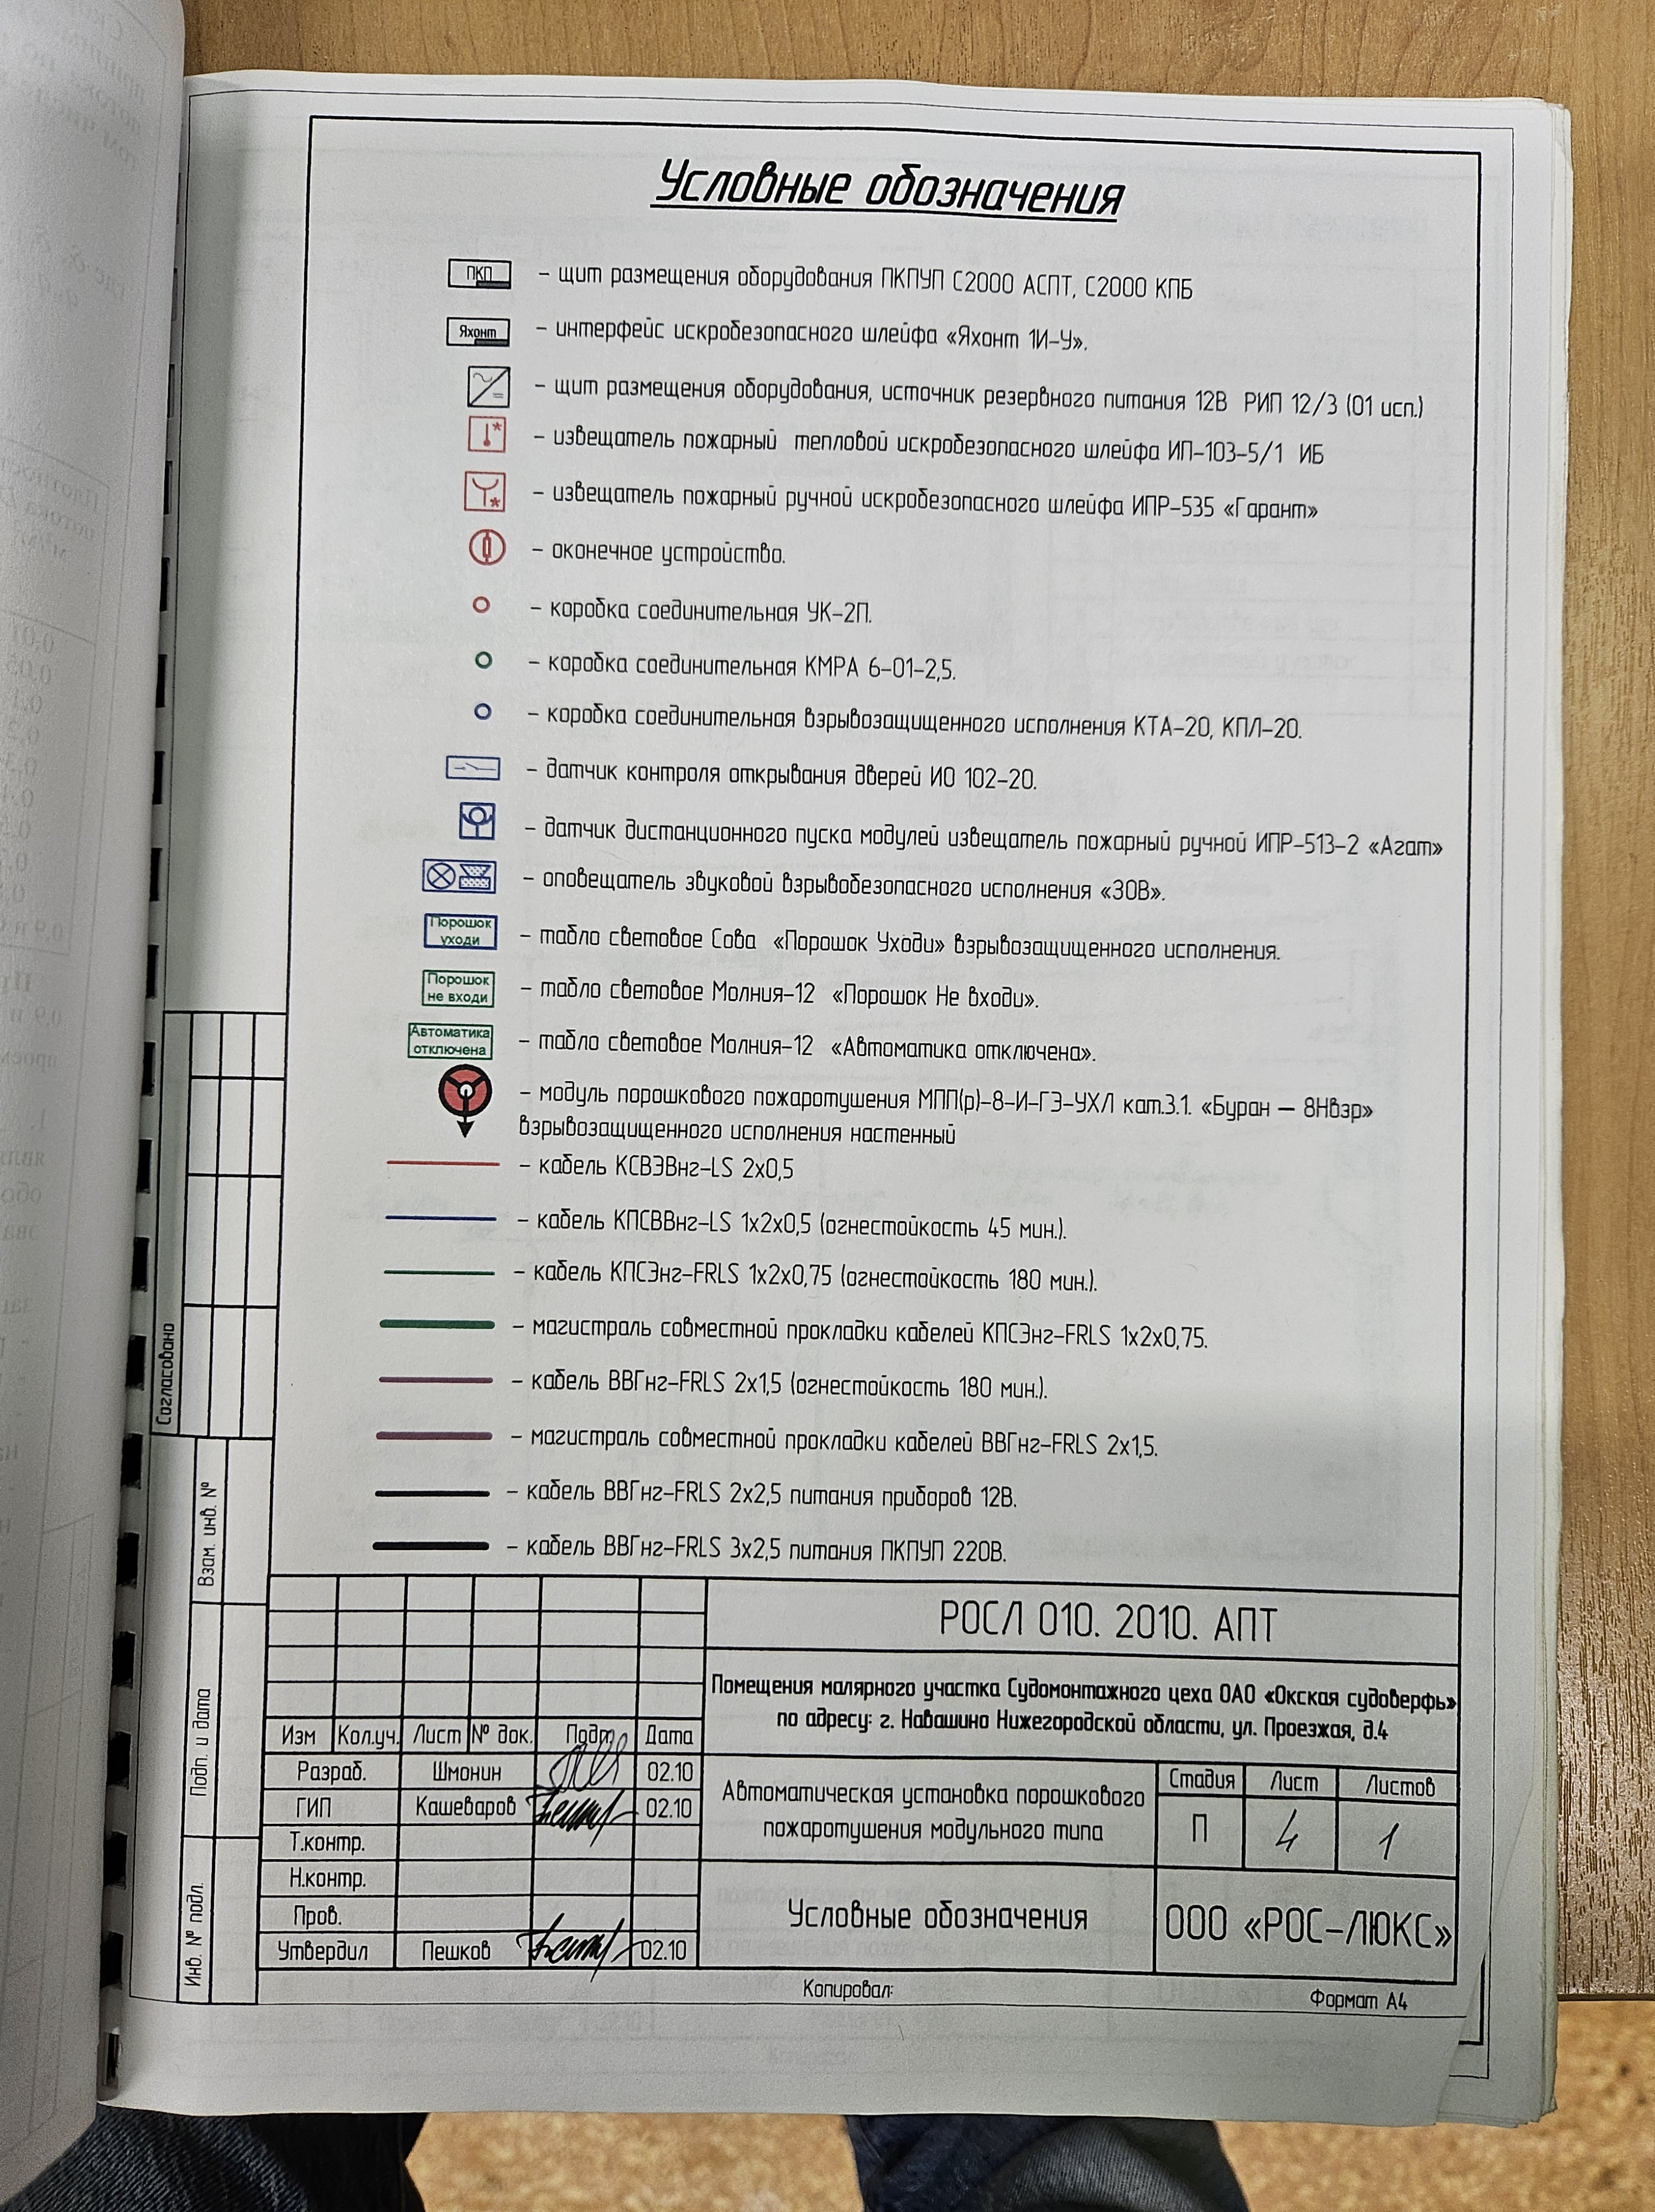 Условные обозначения
ПКП – щит размещения оборудования ПКПУП С2000 АСПТ, С2000 КПБ
Яхонт – интерфейс искробезопасного шлейфа «Яхонт 1И–У».
– щит размещения оборудования, источник резервного питания 12В РИП 12/3 (01 исп.)
– извещатель пожарный тепловой искробезопасного шлейфа ИП–103–5/1 ИБ
– извещатель пожарный ручной искробезопасного шлейфа ИПР–535 «Гарант»
– оконечное устройство.
– коробка соединительная УК–2П.
– коробка соединительная КМРА 6–01–2,5.
– коробка соединительная взрывозащищенного исполнения КТА–20, КПЛ–20.
– датчик контроля открывания дверей ИО 102–20.
– датчик дистанционного пуска модулей извещатель пожарный ручной ИПР–513–2 «Агат»
– оповещатель звуковой взрывобезопасного исполнения «ЗОВ».
Порошок
уходи
– табло световое Сова «Порошок Уходи» взрывозащищенного исполнения.
Порошок
не входи
– табло световое Молния–12 «Порошок Не входи».
Автоматика
отключена
– табло световое Молния–12 «Автоматика отключена».
– модуль порошкового пожаротушения МПП(р)–8–И–ГЭ–УХЛ кат.3.1. «Буран — 8Нвзр»
взрывозащищенного исполнения настенный
– кабель КСВЭВнг–LS 2х0,5
– кабель КПСВВнг–LS 1х2х0,5 (огнестойкость 45 мин.).
– кабель КПСЭнг–FRLS 1х2х0,75 (огнестойкость 180 мин.).
– магистраль совместной прокладки кабелей КПСЭнг–FRLS 1х2х0,75.
– кабель ВВГнг–FRLS 2х1,5 (огнестойкость 180 мин.).
– магистраль совместной прокладки кабелей ВВГнг–FRLS 2х1,5.
– кабель ВВГнг–FRLS 2х2,5 питания приборов 12В.
– кабель ВВГнг–FRLS 3х2,5 питания ПКПУП 220В.
Согласовано
Взам. инв. №
Подп. и дата
Инв. № подл.
РОСЛ 010. 2010. АПТ
Помещения малярного участка Судомонтажного цеха ОАО «Окская судоверфь»
по адресу: г. Навашино Нижегородской области, ул. Проезжая, д.4
Изм Кол.уч. Лист № док. Подп. Дата
Разраб. Шмонин 02.10
ГИП Кашеваров 02.10
Т.контр.
Н.контр.
Пров.
Утвердил Пешков 02.10
Автоматическая установка порошкового
пожаротушения модульного типа
Стадия Лист Листов
П 4 1
Условные обозначения
ООО «РОС–ЛЮКС»
Копировал:
Формат А4